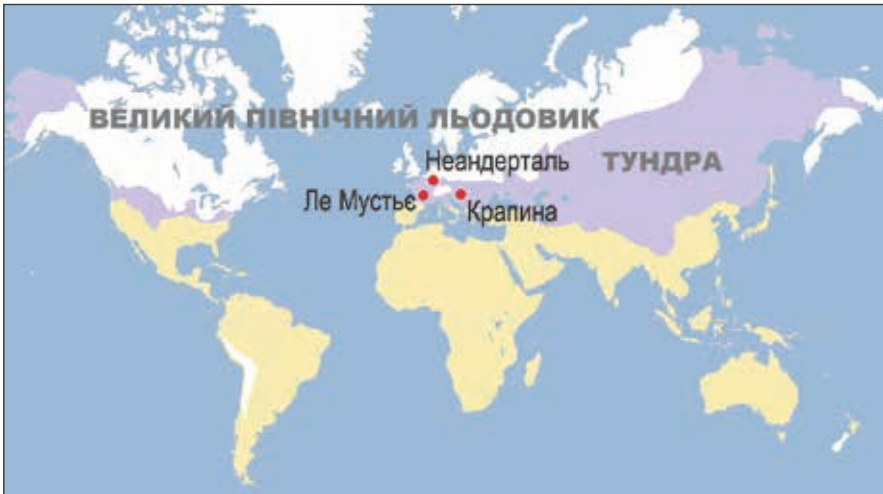 ВЕЛИКИЙ ПІВНІЧНИЙ ЛЬОДОВИК
Неандерталь
ТУНДРА
Ле Мустьє
Крапина